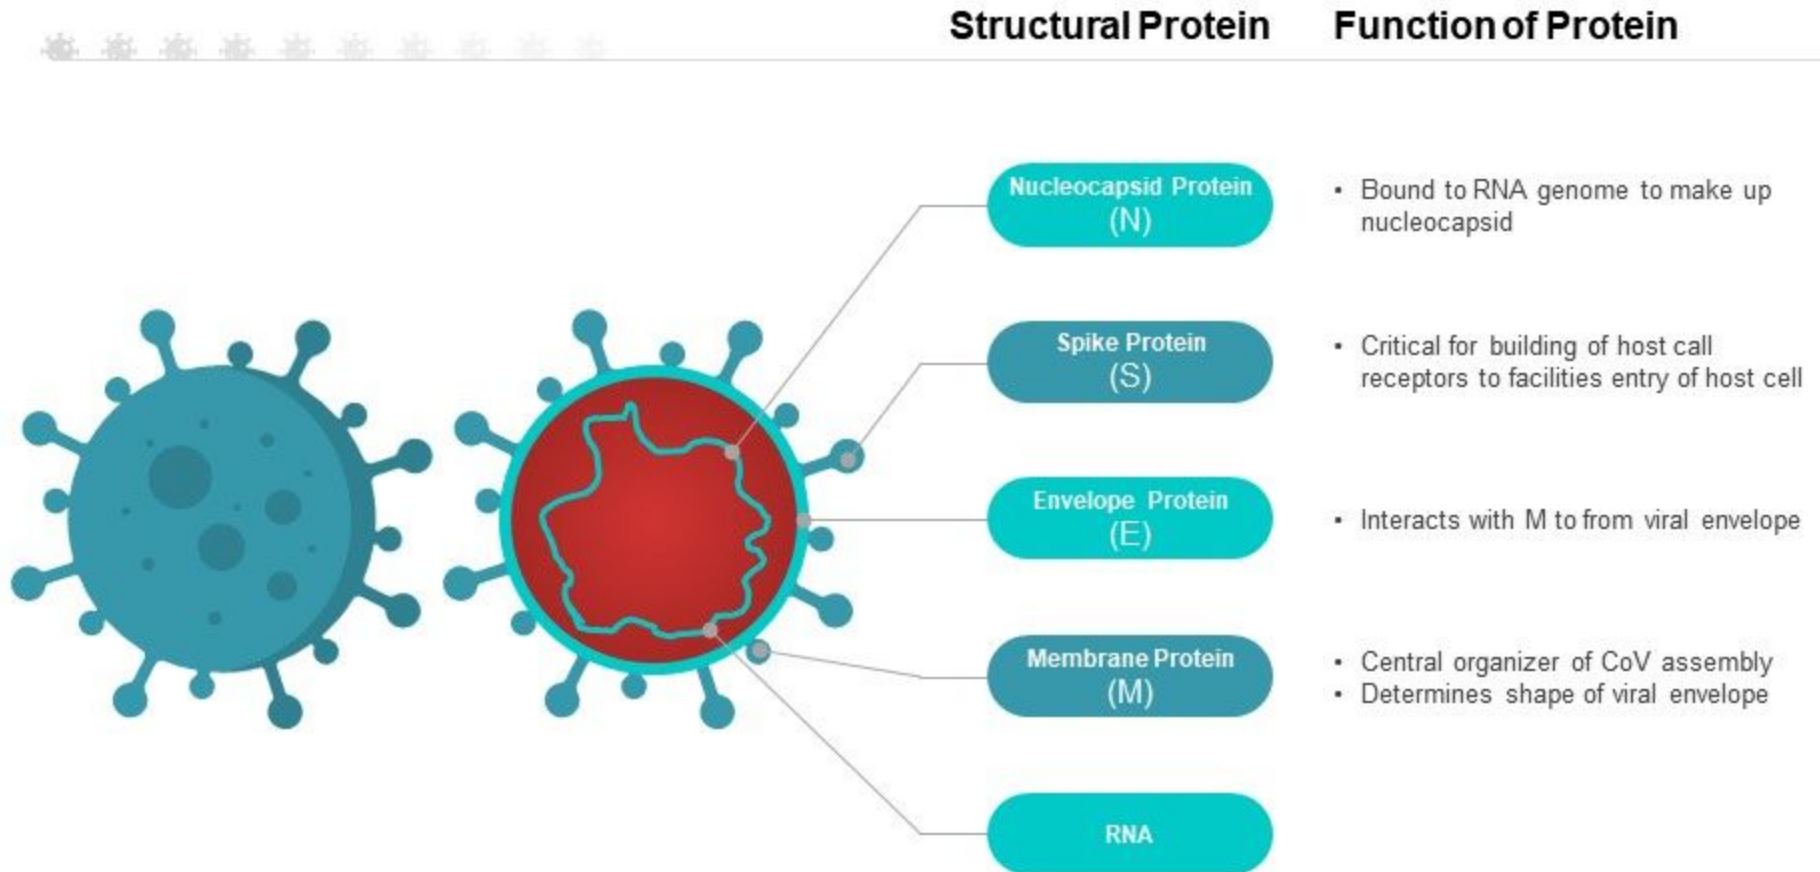 Structural Protein
Function of Protein
Nucleocapsid Protein
(N)
• Bound to RNA genome to make up
nucleocapsid
Spike Protein
(S)
• Critical for building of host call
receptors to facilities entry of host cell
Envelope Protein
(E)
• Interacts with M to from viral envelope
Membrane Protein
(M)
• Central organizer of CoV assembly
• Determines shape of viral envelope
RNA